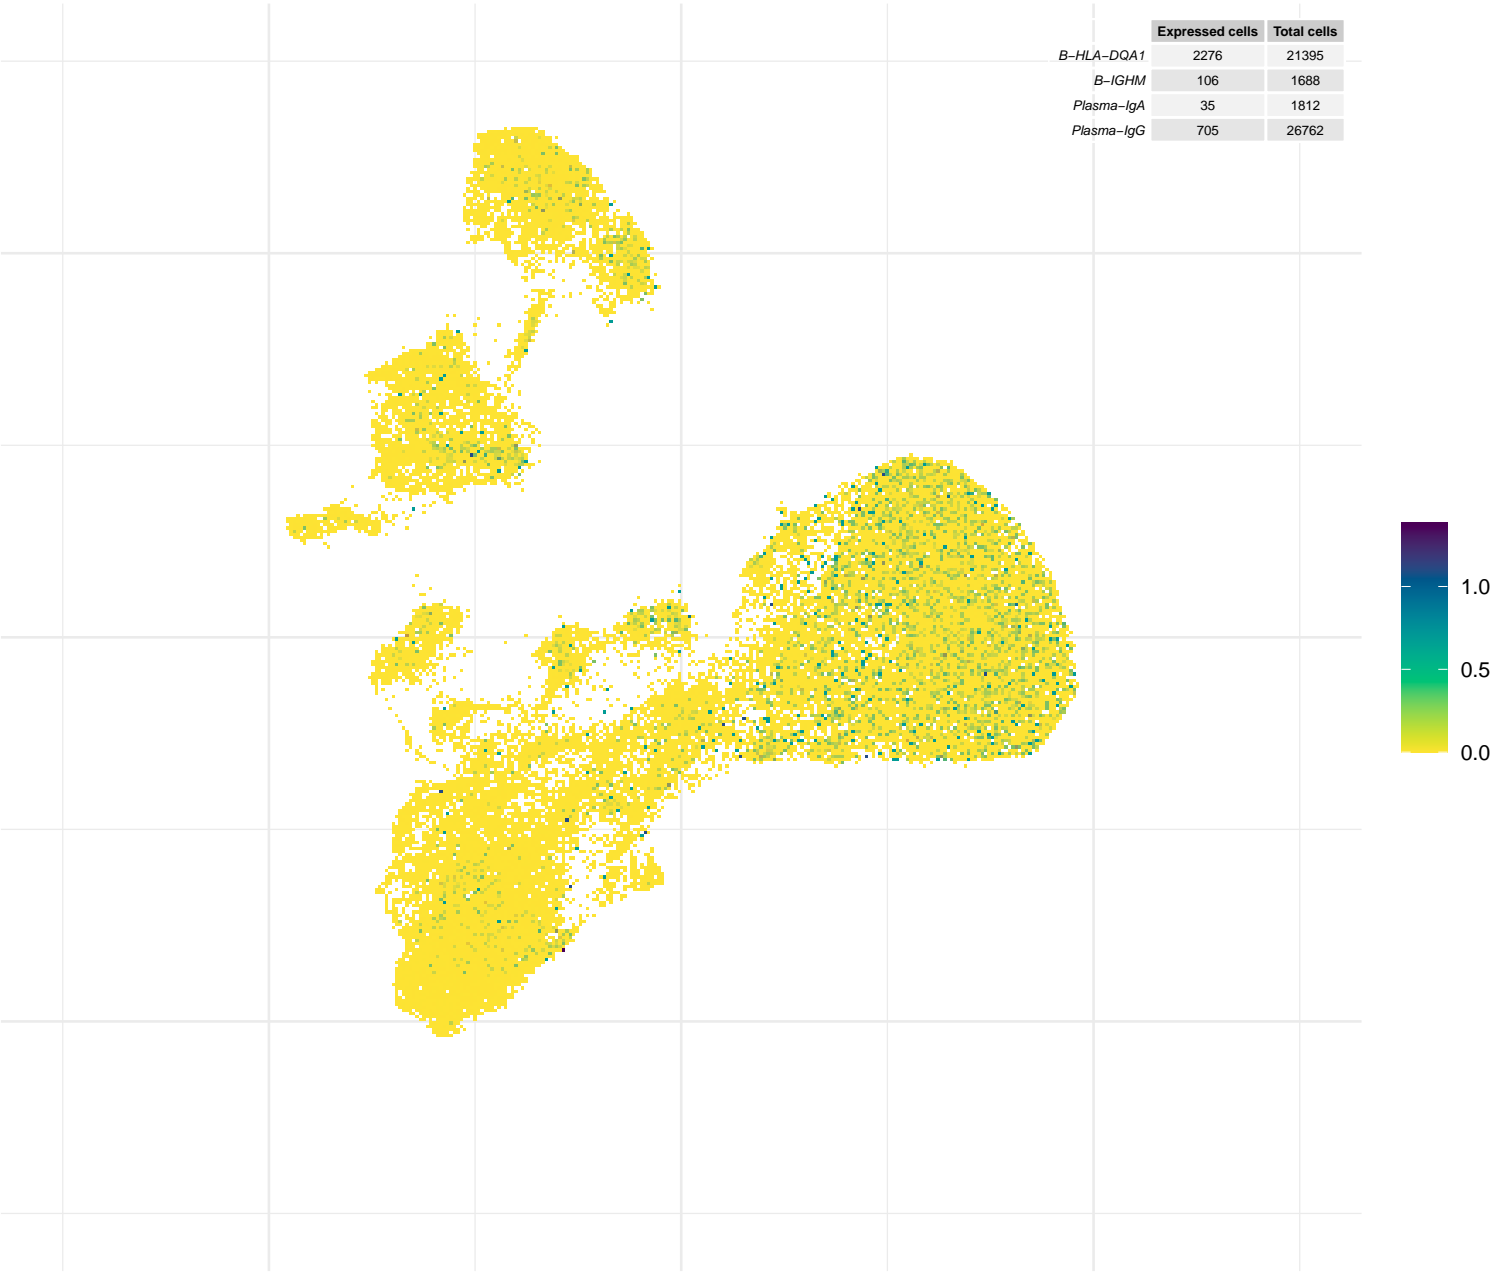 Expressed cells Total cells
B−HLA−DQA1 2276 21395
B−IGHM 106 1688
Plasma−IgA 35 1812
Plasma−IgG 705 26762
1.0
0.5
0.0